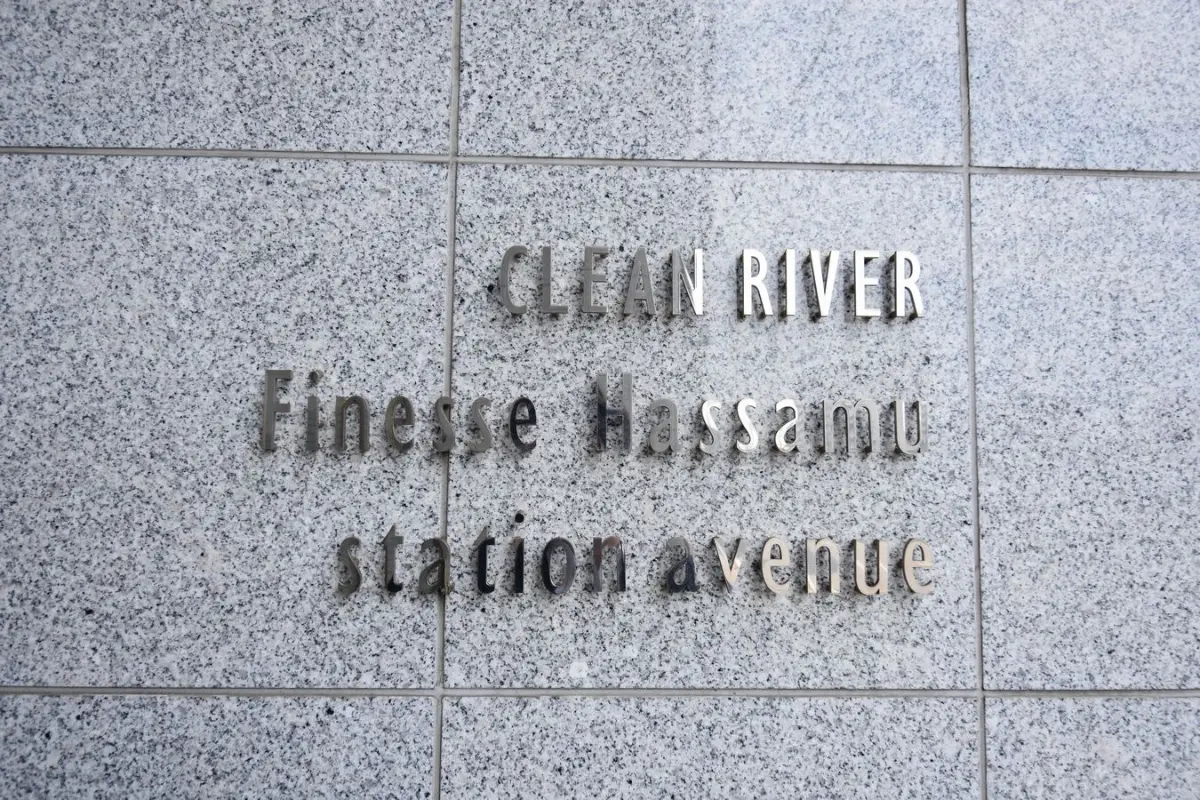 CLEAN RIVER
Finesse Hassamu
station avenue